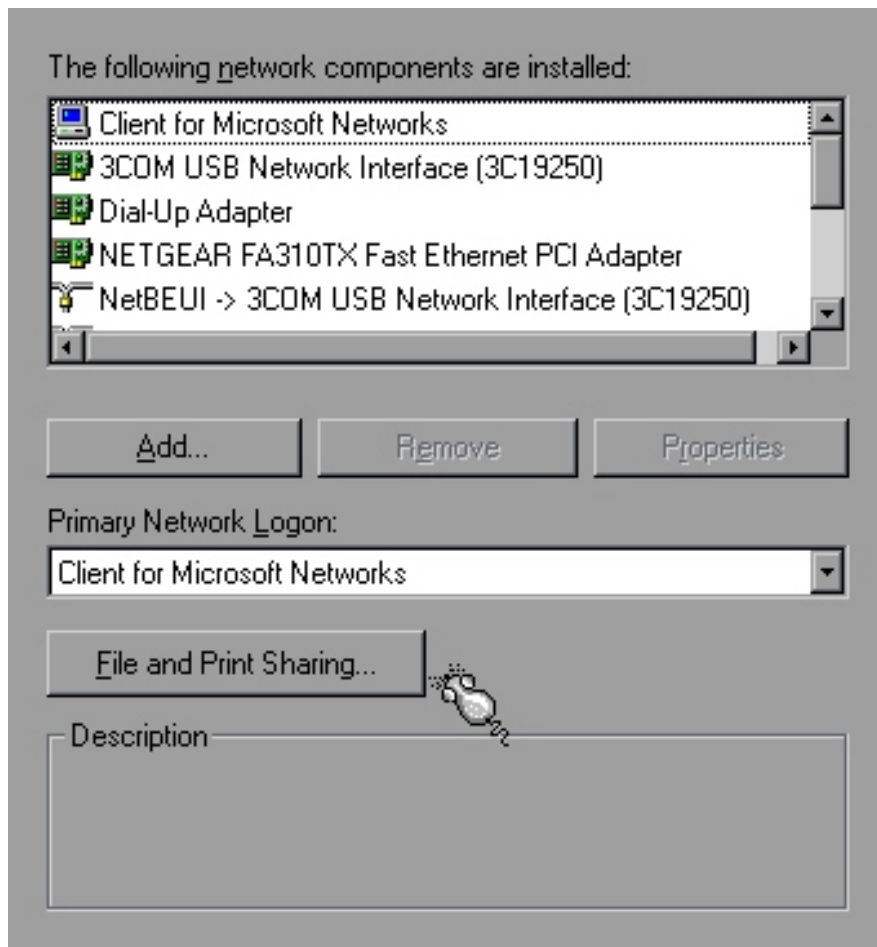 The following network components are installed:
Client for Microsoft Networks
3COM USB Network Interface (3C19250)
Dial-Up Adapter
NETGEAR FA310TX Fast Ethernet PCI Adapter
NetBEUI -> 3COM USB Network Interface (3C19250)
Add... Remove Properties
Primary Network Logon:
Client for Microsoft Networks
File and Print Sharing...
Description